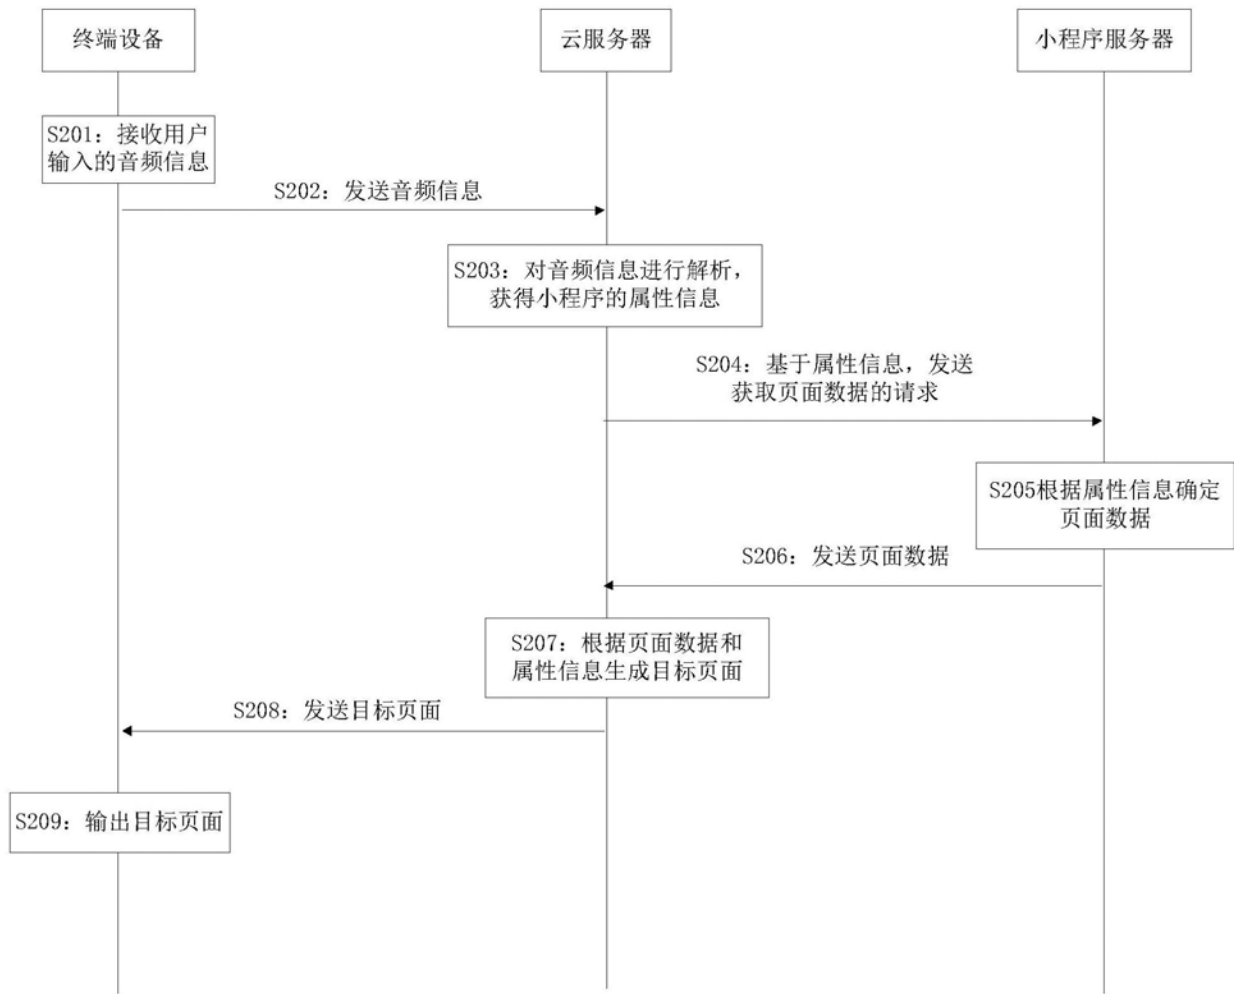 终端设备
云服务器
小程序服务器
S201：接收用户
输入的音频信息
S202：发送音频信息
S203：对音频信息进行解析，
获得小程序的属性信息
S204：基于属性信息，发送
获取页面数据的请求
S205根据属性信息确定
页面数据
S206：发送页面数据
S207：根据页面数据和
属性信息生成目标页面
S208：发送目标页面
S209：输出目标页面